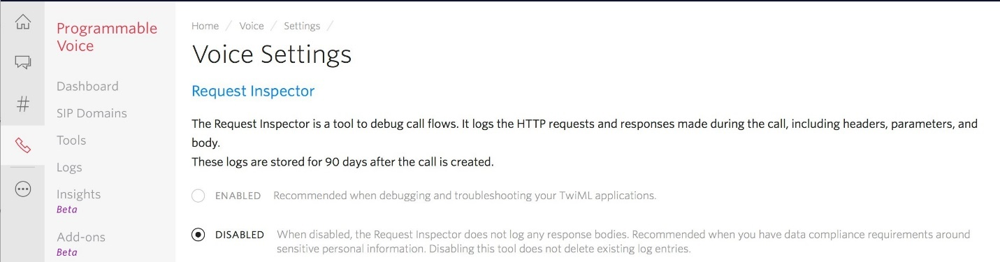 Programmable
Voice
Dashboard
SIP Domains
Tools
Logs
Insights
Beta
Add-ons
Beta
Home / Voice / Settings /
Voice Settings
Request Inspector
The Request Inspector is a tool to debug call flows. It logs the HTTP requests and responses made during the call, including headers, parameters, and
body.
These logs are stored for 90 days after the call is created.
ENABLED Recommended when debugging and troubleshooting your TwiML applications.
DISABLED When disabled, the Request Inspector does not log any response bodies. Recommended when you have data compliance requirements around
sensitive personal information. Disabling this tool does not delete existing log entries.